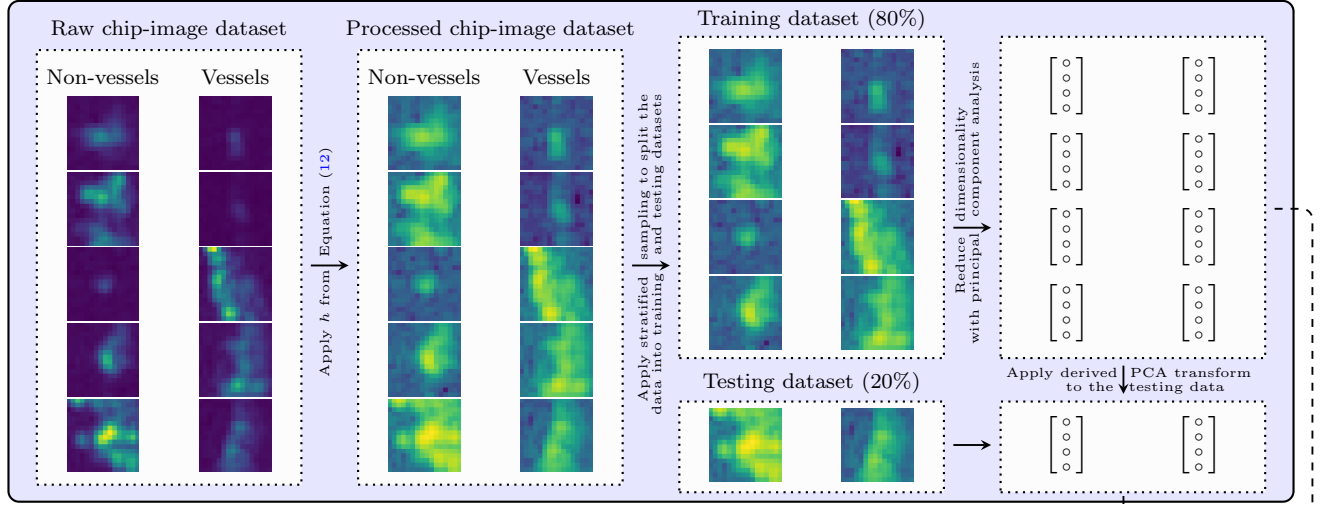 Raw chip-image dataset
Non-vessels
Vessels
Apply h from Equation (12)
Processed chip-image dataset
Non-vessels
Vessels
Apply stratified sampling to split the
data into training and testing datasets
Training dataset (80%)
Reduce dimensionality
with principal component analysis
Apply derived PCA transform
to the testing data
Testing dataset (20%)